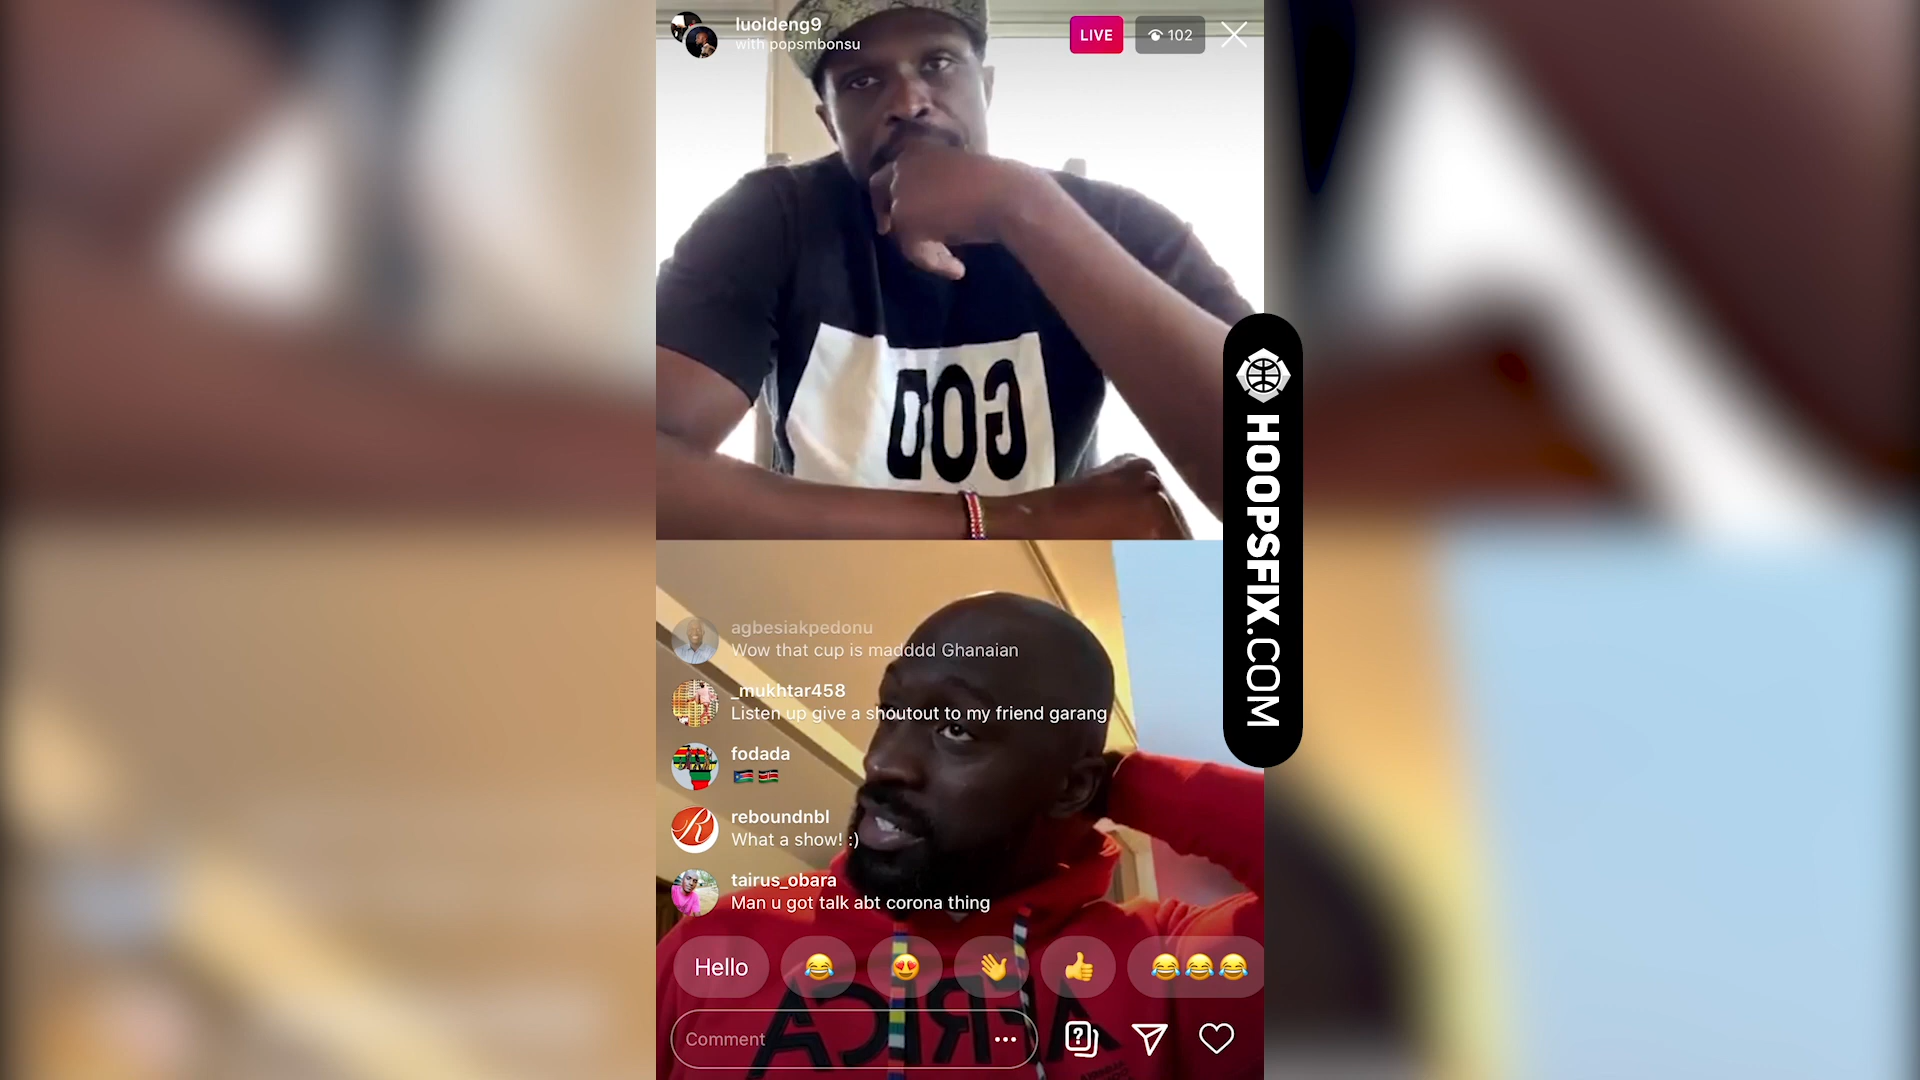 luoldeng9
with popsmbonsu
LIVE
102
GOD
HOOPSFIX.COM
agbesiakpedonu
Wow that cup is madddd Ghanaian
_mukhtar458
Listen up give a shoutout to my friend garang
fodada
🇸🇸 🇰🇪
reboundnbl
What a show! :)
tairus_obara
Man u got talk abt corona thing
Hello 😂 😍 👋 👍 😂😂😂
AFRICA
Comment